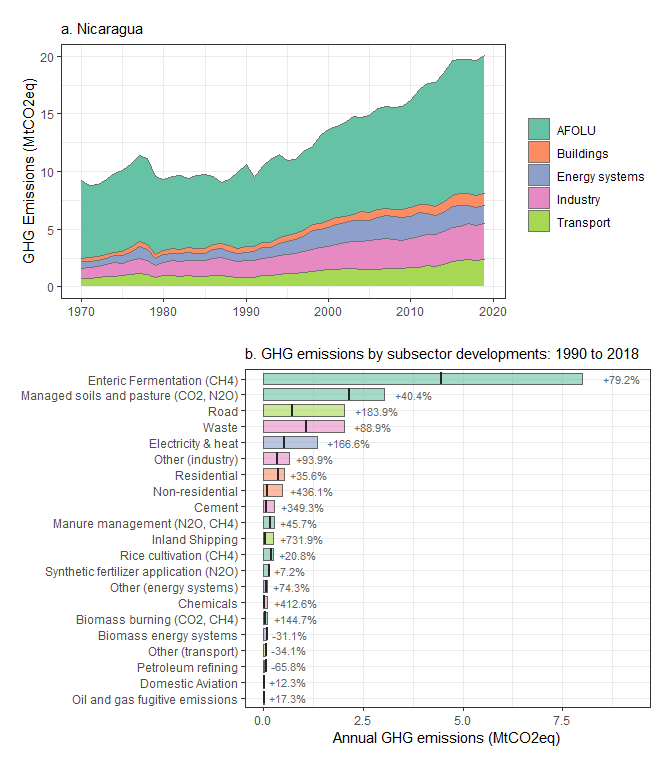 a. Nicaragua
GHG Emissions (MtCO2eq)
20
15
10
5
0
1970
1980
1990
2000
2010
2020
AFOLU
Buildings
Energy systems
Industry
Transport
b. GHG emissions by subsector developments: 1990 to 2018
Enteric Fermentation (CH4) +79.2%
Managed soils and pasture (CO2, N2O) +40.4%
Road +183.9%
Waste +88.9%
Electricity & heat +166.6%
Other (industry) +93.9%
Residential +35.6%
Non-residential +436.1%
Cement +349.3%
Manure management (N2O, CH4) +45.7%
Inland Shipping +731.9%
Rice cultivation (CH4) +20.8%
Synthetic fertilizer application (N2O) +7.2%
Other (energy systems) +74.3%
Chemicals +412.6%
Biomass burning (CO2, CH4) +144.7%
Biomass energy systems -31.1%
Other (transport) -34.1%
Petroleum refining -65.8%
Domestic Aviation +12.3%
Oil and gas fugitive emissions +17.3%
0.0
2.5
5.0
7.5
Annual GHG emissions (MtCO2eq)